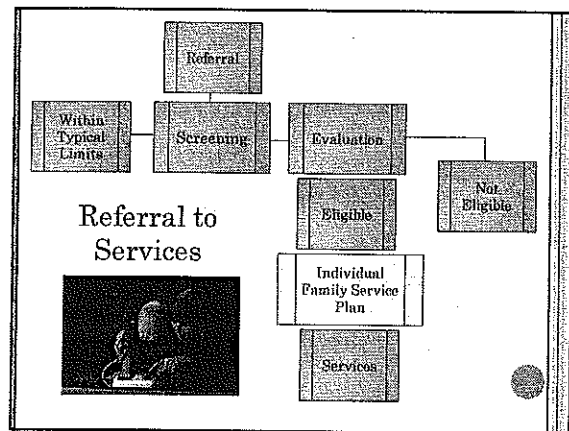 Referral
Within
Typical
Limits
Screening
Evaluation
Not
Eligible
Eligible
Referral to
Services
Individual
Family Service
Plan
Services